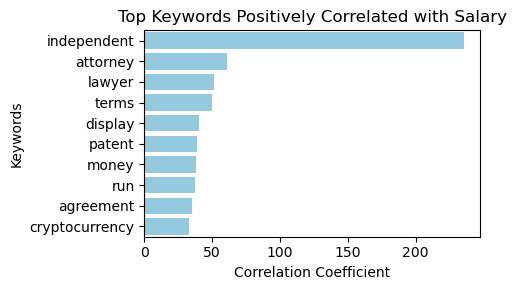 Top Keywords Positively Correlated with Salary
Keywords
independent
attorney
lawyer
terms
display
patent
money
run
agreement
cryptocurrency
0 50 100 150 200
Correlation Coefficient